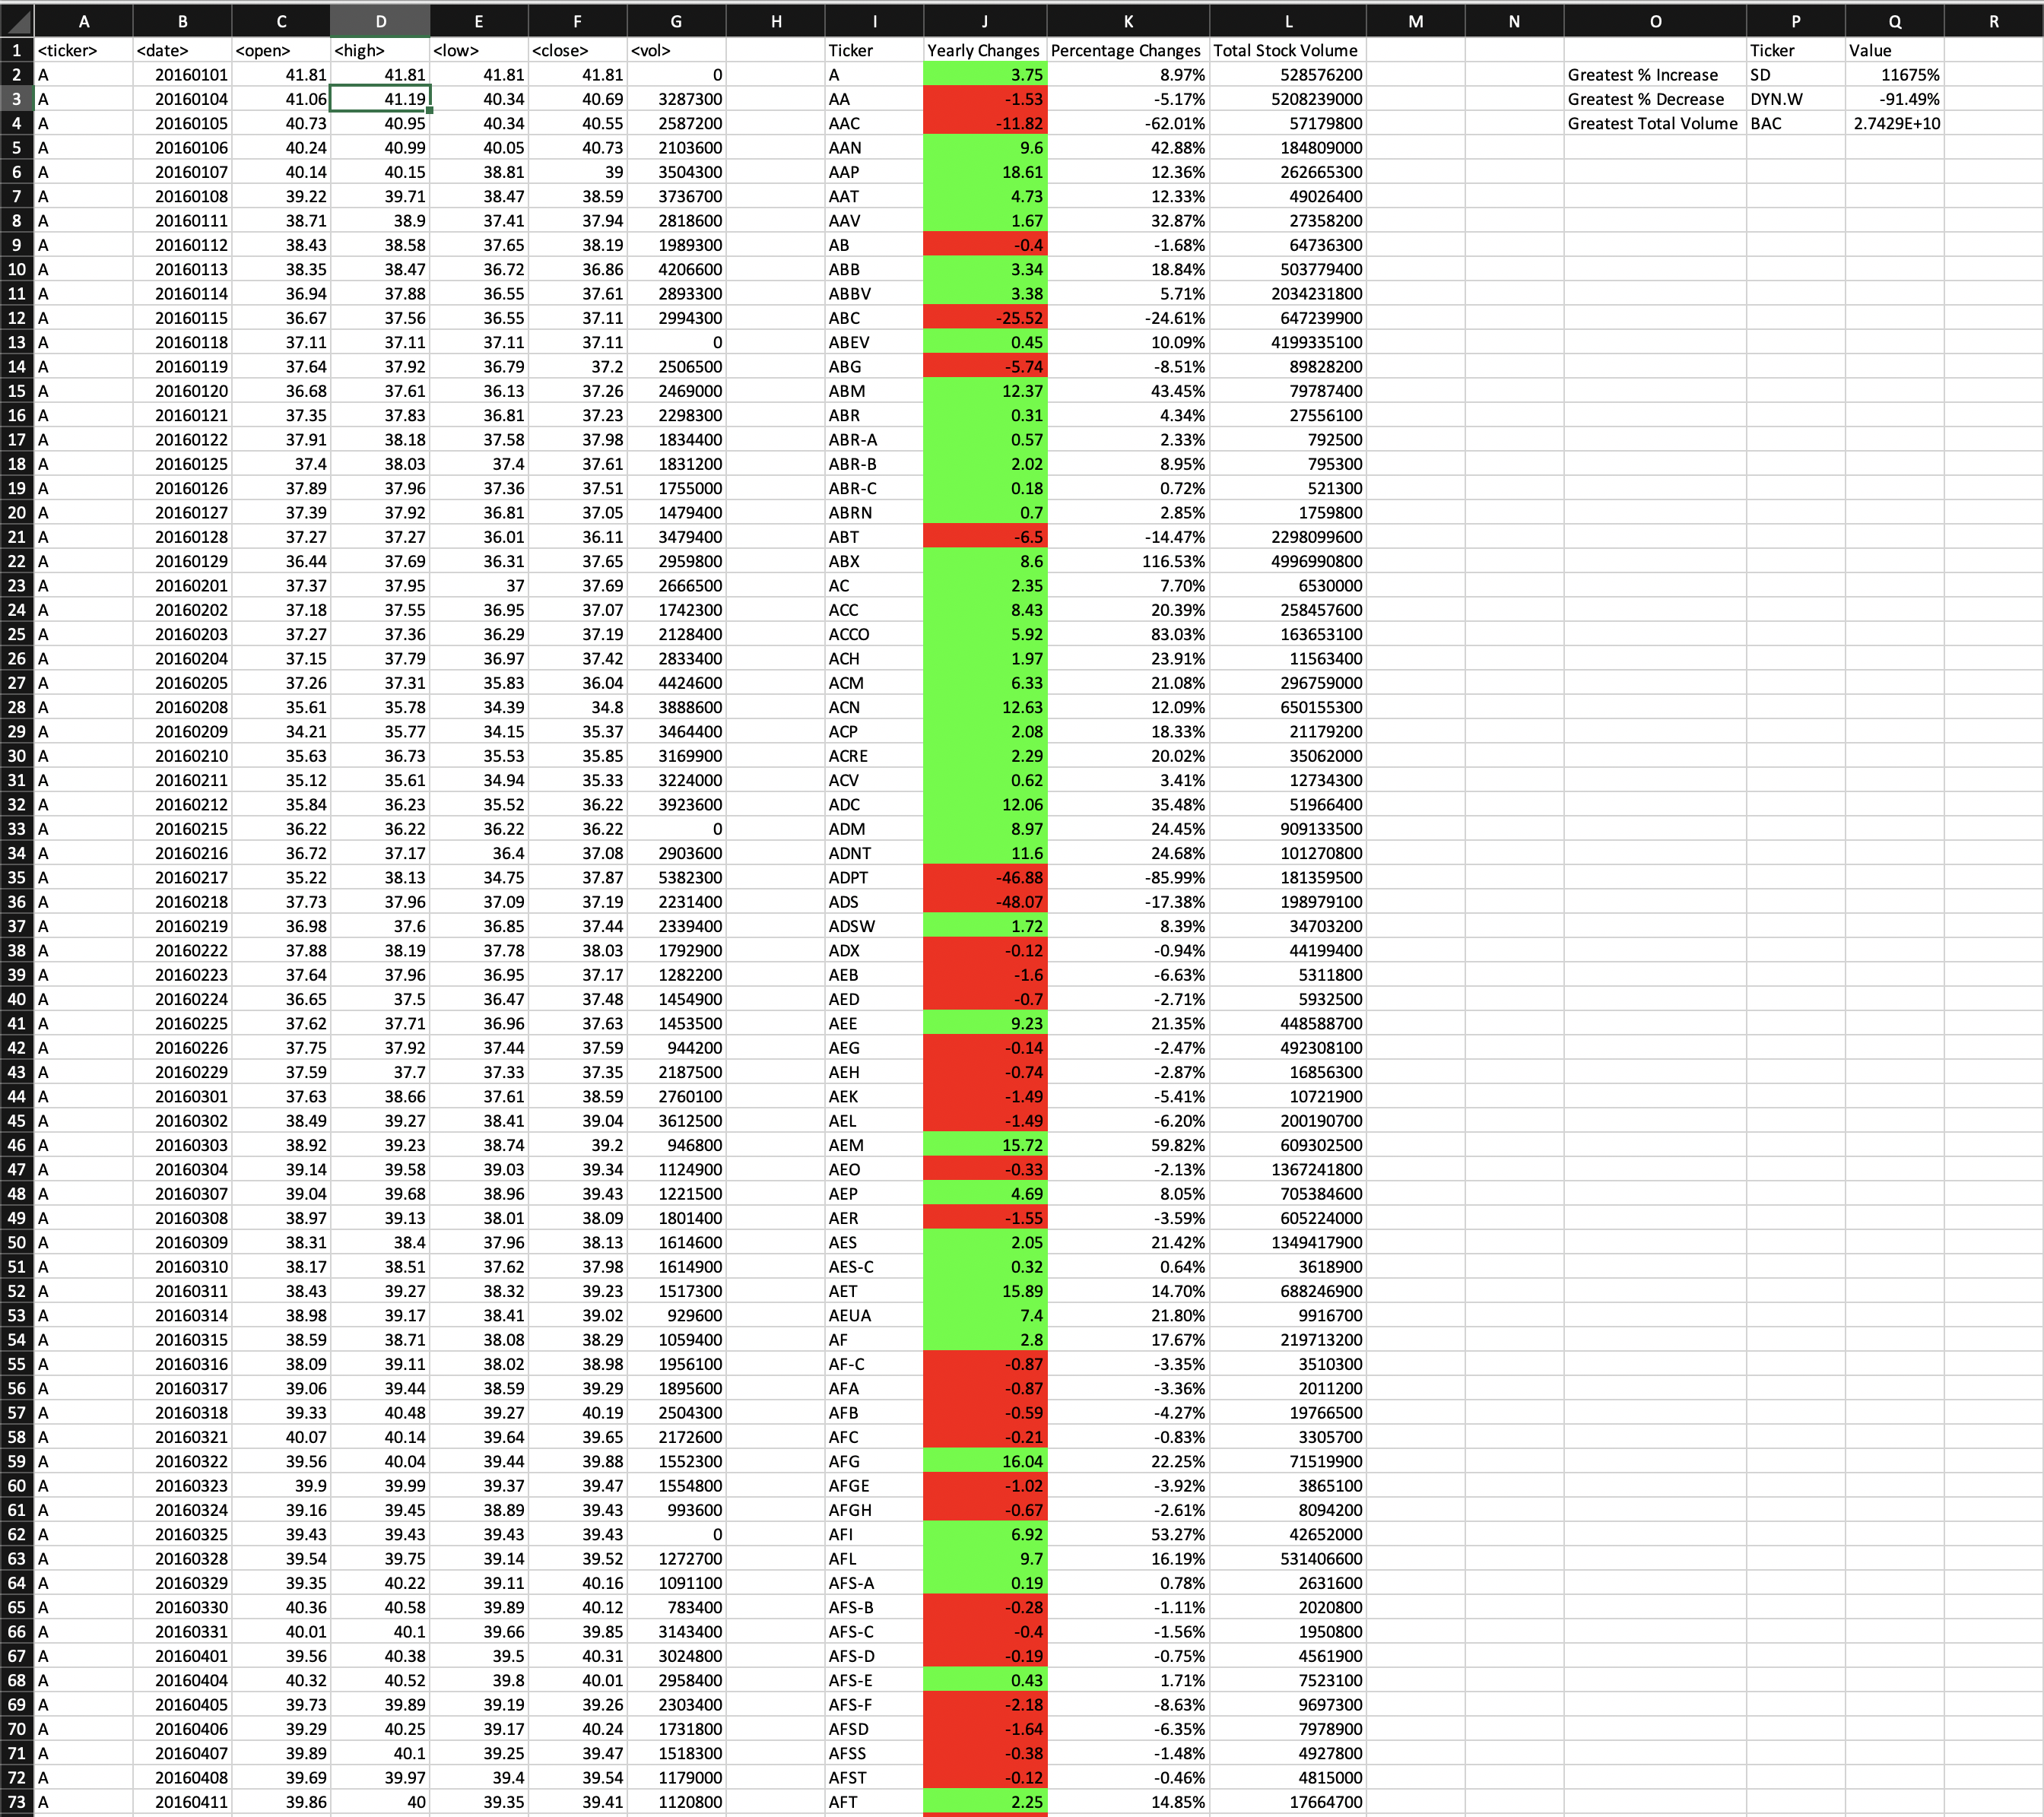 A B C D E F G H I J K L M N O P Q R
1 <ticker> <date> <open> <high> <low> <close> <vol> Ticker Yearly Changes Percentage Changes Total Stock Volume Ticker Value
2 A 20160101 41.81 41.81 41.81 41.81 0 A 3.75 8.97% 528576200 Greatest % Increase SD 11675%
3 A 20160104 41.06 41.19 40.34 40.69 3287300 AA -1.53 -5.17% 5208239000 Greatest % Decrease DYN.W -91.49%
4 A 20160105 40.73 40.95 40.34 40.55 2587200 AAC -11.82 -62.01% 57179800 Greatest Total Volume BAC 2.7429E+10
5 A 20160106 40.24 40.99 40.05 40.73 2103600 AAN 9.6 42.88% 184809000
6 A 20160107 40.14 40.15 38.81 39 3504300 AAP 18.61 12.36% 262665300
7 A 20160108 39.22 39.71 38.47 38.59 3736700 AAT 4.73 12.33% 49026400
8 A 20160111 38.71 38.9 37.41 37.94 2818600 AAV 1.67 32.87% 27358200
9 A 20160112 38.43 38.58 37.65 38.19 1989300 AB -0.4 -1.68% 64736300
10 A 20160113 38.35 38.47 36.72 36.86 4206600 ABB 3.34 18.84% 503779400
11 A 20160114 36.94 37.88 36.55 37.61 2893300 ABBV 3.38 5.71% 2034231800
12 A 20160115 36.67 37.56 36.55 37.11 2994300 ABC -25.52 -24.61% 647239900
13 A 20160118 37.11 37.11 37.11 37.11 0 ABEV 0.45 10.09% 4199335100
14 A 20160119 37.64 37.92 36.79 37.2 2506500 ABG -5.74 -8.51% 89828200
15 A 20160120 36.68 37.61 36.13 37.26 2469000 ABM 12.37 43.45% 79787400
16 A 20160121 37.35 37.83 36.81 37.23 2298300 ABR 0.31 4.34% 27556100
17 A 20160122 37.91 38.18 37.58 37.98 1834400 ABR-A 0.57 2.33% 792500
18 A 20160125 37.4 38.03 37.4 37.61 1831200 ABR-B 2.02 8.95% 795300
19 A 20160126 37.89 37.96 37.36 37.51 1755000 ABR-C 0.18 0.72% 521300
20 A 20160127 37.39 37.92 36.81 37.05 1479400 ABRN 0.7 2.85% 1759800
21 A 20160128 37.27 37.27 36.01 36.11 3479400 ABT -6.5 -14.47% 2298099600
22 A 20160129 36.44 37.69 36.31 37.65 2959800 ABX 8.6 116.53% 4996990800
23 A 20160201 37.37 37.95 37 37.69 2666500 AC 2.35 7.70% 6530000
24 A 20160202 37.18 37.55 36.95 37.07 1742300 ACC 8.43 20.39% 258457600
25 A 20160203 37.27 37.36 36.29 37.19 2128400 ACCO 5.92 83.03% 163653100
26 A 20160204 37.15 37.79 36.97 37.42 2833400 ACH 1.97 23.91% 11563400
27 A 20160205 37.26 37.31 35.83 36.04 4424600 ACM 6.33 21.08% 296759000
28 A 20160208 35.61 35.78 34.39 34.8 3888600 ACN 12.63 12.09% 650155300
29 A 20160209 34.21 35.77 34.15 35.37 3464400 ACP 2.08 18.33% 21179200
30 A 20160210 35.63 36.73 35.53 35.85 3169900 ACRE 2.29 20.02% 35062000
31 A 20160211 35.12 35.61 34.94 35.33 3224000 ACV 0.62 3.41% 12734300
32 A 20160212 35.84 36.23 35.52 36.22 3923600 ADC 12.06 35.48% 51966400
33 A 20160215 36.22 36.22 36.22 36.22 0 ADM 8.97 24.45% 909133500
34 A 20160216 36.72 37.17 36.4 37.08 2903600 ADNT 11.6 24.68% 101270800
35 A 20160217 35.22 38.13 34.75 37.87 5382300 ADPT -46.88 -85.99% 181359500
36 A 20160218 37.73 37.96 37.09 37.19 2231400 ADS -48.07 -17.38% 198979100
37 A 20160219 36.98 37.6 36.85 37.44 2339400 ADSW 1.72 8.39% 34703200
38 A 20160222 37.88 38.19 37.78 38.03 1792900 ADX -0.12 -0.94% 44199400
39 A 20160223 37.64 37.96 36.95 37.17 1282200 AEB -1.6 -6.63% 5311800
40 A 20160224 36.65 37.5 36.47 37.48 1454900 AED -0.7 -2.71% 5932500
41 A 20160225 37.62 37.71 36.96 37.63 1453500 AEE 9.23 21.35% 448588700
42 A 20160226 37.75 37.92 37.44 37.59 944200 AEG -0.14 -2.47% 492308100
43 A 20160229 37.59 37.7 37.33 37.35 2187500 AEH -0.74 -2.87% 16856300
44 A 20160301 37.63 38.66 37.61 38.59 2760100 AEK -1.49 -5.41% 10721900
45 A 20160302 38.49 39.27 38.41 39.04 3612500 AEL -1.49 -6.20% 200190700
46 A 20160303 38.92 39.23 38.74 39.2 946800 AEM 15.72 59.82% 609302500
47 A 20160304 39.14 39.58 39.03 39.34 1124900 AEO -0.33 -2.13% 1367241800
48 A 20160307 39.04 39.68 38.96 39.43 1221500 AEP 4.69 8.05% 705384600
49 A 20160308 38.97 39.13 38.01 38.09 1801400 AER -1.55 -3.59% 605224000
50 A 20160309 38.31 38.4 37.96 38.13 1614600 AES 2.05 21.42% 1349417900
51 A 20160310 38.17 38.51 37.62 37.98 1614900 AES-C 0.32 0.64% 3618900
52 A 20160311 38.43 39.27 38.32 39.23 1517300 AET 15.89 14.70% 688246900
53 A 20160314 38.98 39.17 38.41 39.02 929600 AEUA 7.4 21.80% 9916700
54 A 20160315 38.59 38.71 38.08 38.29 1059400 AF 2.8 17.67% 219713200
55 A 20160316 38.09 39.11 38.02 38.98 1956100 AF-C -0.87 -3.35% 3510300
56 A 20160317 39.06 39.44 38.59 39.29 1895600 AFA -0.87 -3.36% 2011200
57 A 20160318 39.33 40.48 39.27 40.19 2504300 AFB -0.59 -4.27% 19766500
58 A 20160321 40.07 40.14 39.64 39.65 2172600 AFC -0.21 -0.83% 3305700
59 A 20160322 39.56 40.04 39.44 39.88 1552300 AFG 16.04 22.25% 71519900
60 A 20160323 39.9 39.99 39.37 39.47 1554800 AFGE -1.02 -3.92% 3865100
61 A 20160324 39.16 39.45 38.89 39.43 993600 AFGH -0.67 -2.61% 8094200
62 A 20160325 39.43 39.43 39.43 39.43 0 AFI 6.92 53.27% 42652000
63 A 20160328 39.54 39.75 39.14 39.52 1272700 AFL 9.7 16.19% 531406600
64 A 20160329 39.35 40.22 39.11 40.16 1091100 AFS-A 0.19 0.78% 2631600
65 A 20160330 40.36 40.58 39.89 40.12 783400 AFS-B -0.28 -1.11% 2020800
66 A 20160331 40.01 40.1 39.66 39.85 3143400 AFS-C -0.4 -1.56% 1950800
67 A 20160401 39.56 40.38 39.5 40.31 3024800 AFS-D -0.19 -0.75% 4561900
68 A 20160404 40.32 40.52 39.8 40.01 2958400 AFS-E 0.43 1.71% 7523100
69 A 20160405 39.73 39.89 39.19 39.26 2303400 AFS-F -2.18 -8.63% 9697300
70 A 20160406 39.29 40.25 39.17 40.24 1731800 AFSD -1.64 -6.35% 7978900
71 A 20160407 39.89 40.1 39.25 39.47 1518300 AFSS -0.38 -1.48% 4927800
72 A 20160408 39.69 39.97 39.4 39.54 1179000 AFST -0.12 -0.46% 4815000
73 A 20160411 39.86 40 39.35 39.41 1120800 AFT 2.25 14.85% 17664700